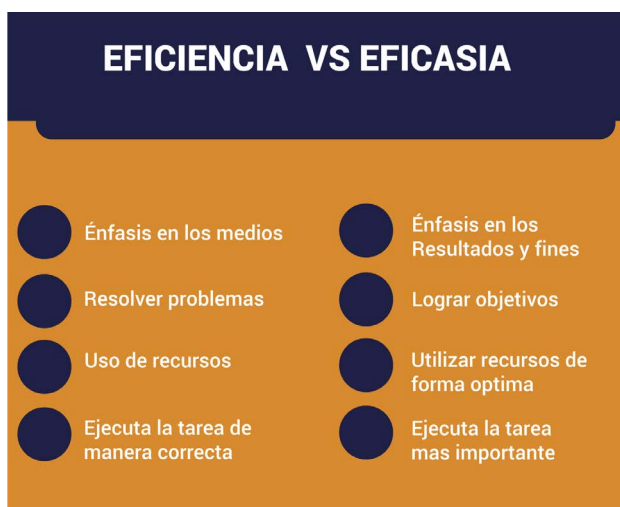 EFICIENCIA VS EFICASIA
Énfasis en los medios
Resolver problemas
Uso de recursos
Ejecuta la tarea de
manera correcta
Énfasis en los
Resultados y fines
Lograr objetivos
Utilizar recursos de
forma optima
Ejecuta la tarea
mas importante